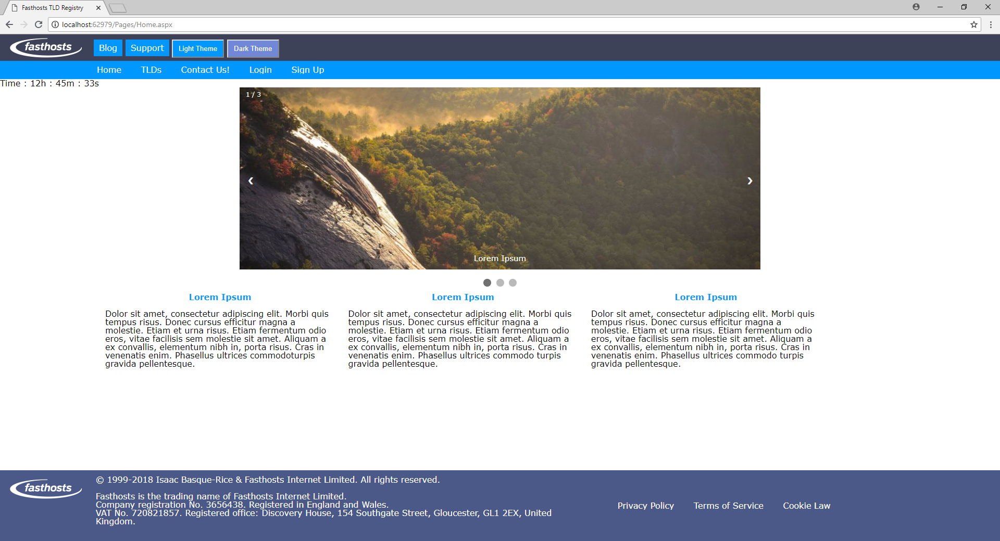 Fasthosts TLD Registry
localhost:62979/Pages/Home.aspx
fasthosts
Blog
Support
Light Theme
Dark Theme
Home
TLDs
Contact Us!
Login
Sign Up
Time : 12h : 45m : 33s
1 / 3
❮
❯
Lorem Ipsum
Lorem Ipsum
Dolor sit amet, consectetur adipiscing elit. Morbi quis
tempus risus. Donec cursus efficitur magna a
molestie. Etiam et urna risus. Etiam fermentum odio
eros, vitae facilisis sem molestie sit amet. Aliquam a
ex convallis, elementum nibh in, porta risus. Cras in
venenatis enim. Phasellus ultrices commodoturpis
gravida pellentesque.
Lorem Ipsum
Dolor sit amet, consectetur adipiscing elit. Morbi quis
tempus risus. Donec cursus efficitur magna a
molestie. Etiam et urna risus. Etiam fermentum odio
eros, vitae facilisis sem molestie sit amet. Aliquam a
ex convallis, elementum nibh in, porta risus. Cras in
venenatis enim. Phasellus ultrices commodo turpis
gravida pellentesque.
Lorem Ipsum
Dolor sit amet, consectetur adipiscing elit. Morbi quis
tempus risus. Donec cursus efficitur magna a
molestie. Etiam et urna risus. Etiam fermentum odio
eros, vitae facilisis sem molestie sit amet. Aliquam a
ex convallis, elementum nibh in, porta risus. Cras in
venenatis enim. Phasellus ultrices commodo turpis
gravida pellentesque.
fasthosts
© 1999-2018 Isaac Basque-Rice & Fasthosts Internet Limited. All rights reserved.
Fasthosts is the trading name of Fasthosts Internet Limited.
Company registration No. 3656438. Registered in England and Wales.
VAT No. 720821857. Registered office: Discovery House, 154 Southgate Street, Gloucester, GL1 2EX, United
Kingdom.
Privacy Policy
Terms of Service
Cookie Law